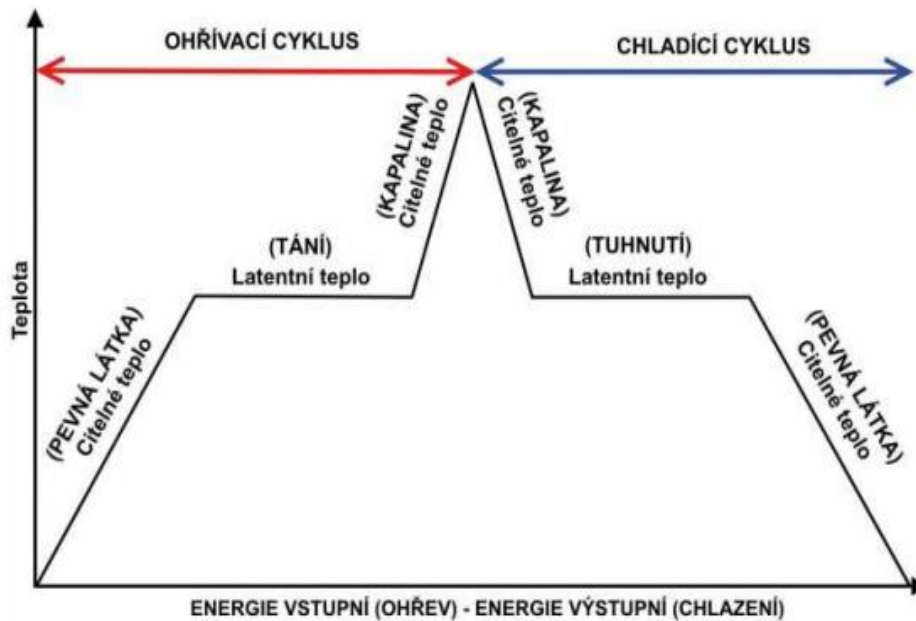 OHŘÍVACÍ CYKLUS
CHLADÍCÍ CYKLUS
(KAPALINA)
Citelné teplo
(KAPALINA)
Citelné teplo
(TÁNÍ)
Latentní teplo
(TUHNUTÍ)
Latentní teplo
Teplota
(PEVNÁ LÁTKA)
Citelné teplo
(PEVNÁ LÁTKA)
Citelné teplo
ENERGIE VSTUPNÍ (OHŘEV) - ENERGIE VÝSTUPNÍ (CHLAZENÍ)